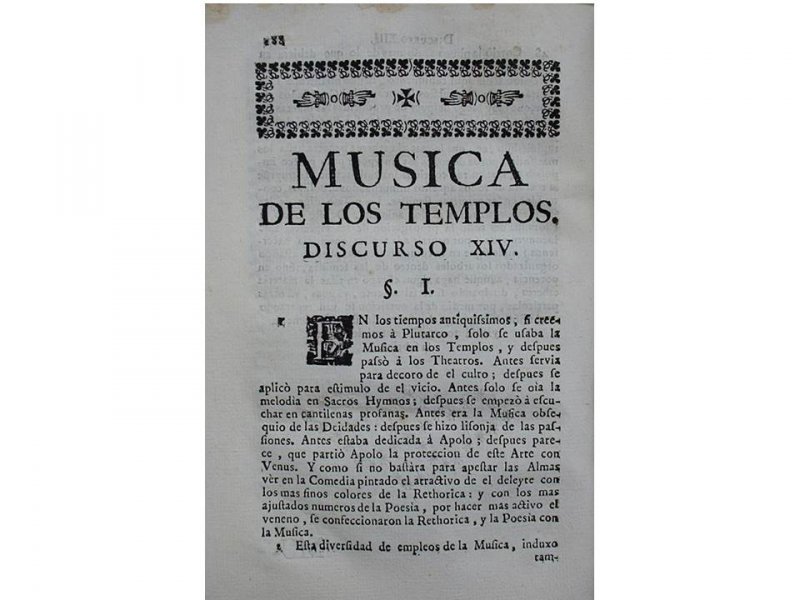 MUSICA
DE LOS TEMPLOS.
DISCURSO XIV.
§. I.
EN los tiempos antiquiſsimos, ſi cree-
mos à Plutarco, ſolo ſe uſaba la
Muſica en los Templos, y deſpues
paſsò à los Theatros. Antes ſervia
para decoro de el culto; deſpues ſe
aplicò para eſtimulo de el vicio. Antes ſolo ſe oìa la
melodia en Sacros Hymnos; deſpues ſe empezò à eſcu-
char en cantilenas profanas. Antes era la Muſica obſe-
quio de las Deidades: deſpues ſe hizo liſonja de las paſ-
ſiones. Antes eſtaba dedicada à Apolo; deſpues pare-
ce, que partiò Apolo la proteccion de eſte Arte con
Venus. Y como ſi no baſtàra para apeſtar las Almas
vèr en la Comedia pintado el atractivo de el deleyte con
los mas finos colores de la Rethorica: y con los mas
ajuſtados numeros de la Poesìa, por hacer mas activo el
veneno, ſe confeccionaron la Rethorica, y la Poesìa con
la Muſica.
2 Eſta diverſidad de empleos de la Muſica, induxo
tam-